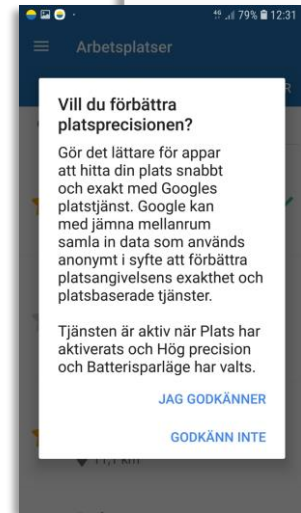 79% 12:31
Arbetsplatser
R
Vill du förbättra
platsprecisionen?
Gör det lättare för appar
att hitta din plats snabbt
och exakt med Googles
platstjänst. Google kan
med jämna mellanrum
samla in data som används
anonymt i syfte att förbättra
platsangivelsens exakthet och
platsbaserade tjänster.
Tjänsten är aktiv när Plats har
aktiverats och Hög precision
och Batterisparläge har valts.
JAG GODKÄNNER
GODKÄNN INTE